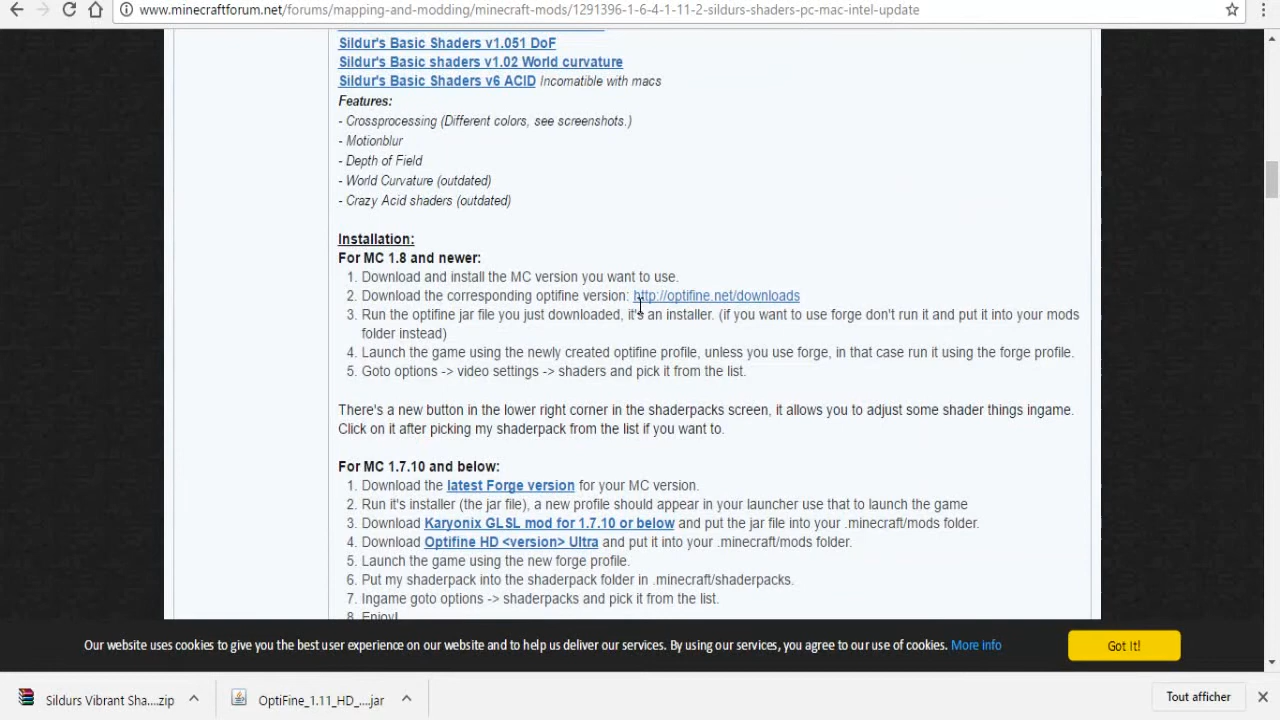 www.minecraftforum.net/forums/mapping-and-modding/minecraft-mods/1291396-1-6-4-1-11-2-sildurs-shaders-pc-mac-intel-update
Sildur's Basic Shaders v1.051 DoF
Sildur's Basic shaders v1.02 World curvature
Sildur's Basic Shaders v6 ACID Incomatible with macs
Features:
- Crossprocessing (Different colors, see screenshots.)
- Motionblur
- Depth of Field
- World Curvature (outdated)
- Crazy Acid shaders (outdated)
Installation:
For MC 1.8 and newer:
1. Download and install the MC version you want to use.
2. Download the corresponding optifine version: http://optifine.net/downloads
3. Run the optifine jar file you just downloaded, it's an installer. (if you want to use forge don't run it and put it into your mods
folder instead)
4. Launch the game using the newly created optifine profile, unless you use forge, in that case run it using the forge profile.
5. Goto options -> video settings -> shaders and pick it from the list.
There's a new button in the lower right corner in the shaderpacks screen, it allows you to adjust some shader things ingame.
Click on it after picking my shaderpack from the list if you want to.
For MC 1.7.10 and below:
1. Download the latest Forge version for your MC version.
2. Run it's installer (the jar file), a new profile should appear in your launcher use that to launch the game
3. Download Karyonix GLSL mod for 1.7.10 or below and put the jar file into your .minecraft/mods folder.
4. Download Optifine HD <version> Ultra and put it into your .minecraft/mods folder.
5. Launch the game using the new forge profile.
6. Put my shaderpack into the shaderpack folder in .minecraft/shaderpacks.
7. Ingame goto options -> shaderpacks and pick it from the list.
8. Enjoy!
Our website uses cookies to give you the best user experience on our website and to help us deliver our services. By using our services, you agree to our use of cookies. More info
Got It!
Sildurs Vibrant Sha....zip
OptiFine_1.11_HD_....jar
Tout afficher